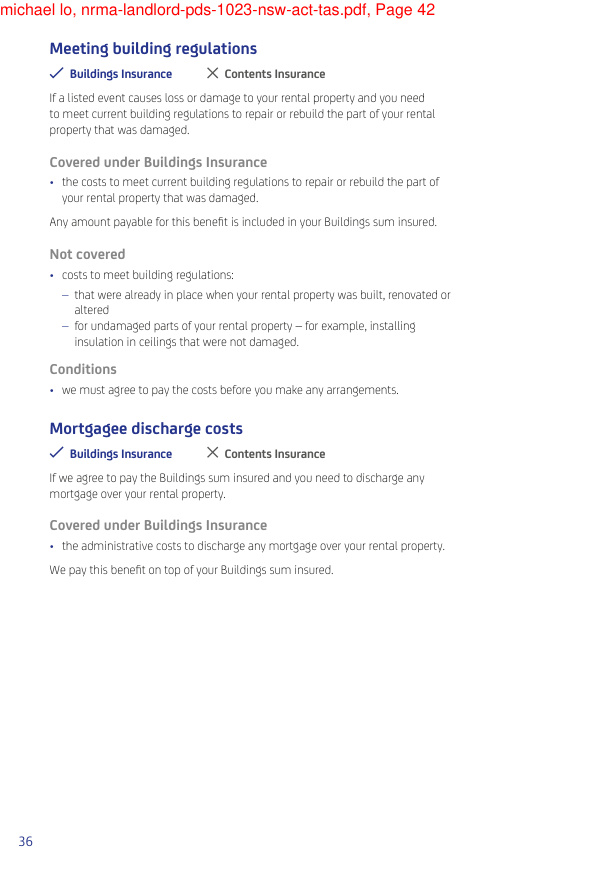 michael lo, nrma-landlord-pds-1023-nsw-act-tas.pdf, Page 42
Meeting building regulations
✓ Buildings Insurance ✕ Contents Insurance
If a listed event causes loss or damage to your rental property and you need
to meet current building regulations to repair or rebuild the part of your rental
property that was damaged.
Covered under Buildings Insurance
• the costs to meet current building regulations to repair or rebuild the part of
your rental property that was damaged.
Any amount payable for this benefit is included in your Buildings sum insured.
Not covered
• costs to meet building regulations:
– that were already in place when your rental property was built, renovated or
altered
– for undamaged parts of your rental property – for example, installing
insulation in ceilings that were not damaged.
Conditions
• we must agree to pay the costs before you make any arrangements.
Mortgagee discharge costs
✓ Buildings Insurance ✕ Contents Insurance
If we agree to pay the Buildings sum insured and you need to discharge any
mortgage over your rental property.
Covered under Buildings Insurance
• the administrative costs to discharge any mortgage over your rental property.
We pay this benefit on top of your Buildings sum insured.
36